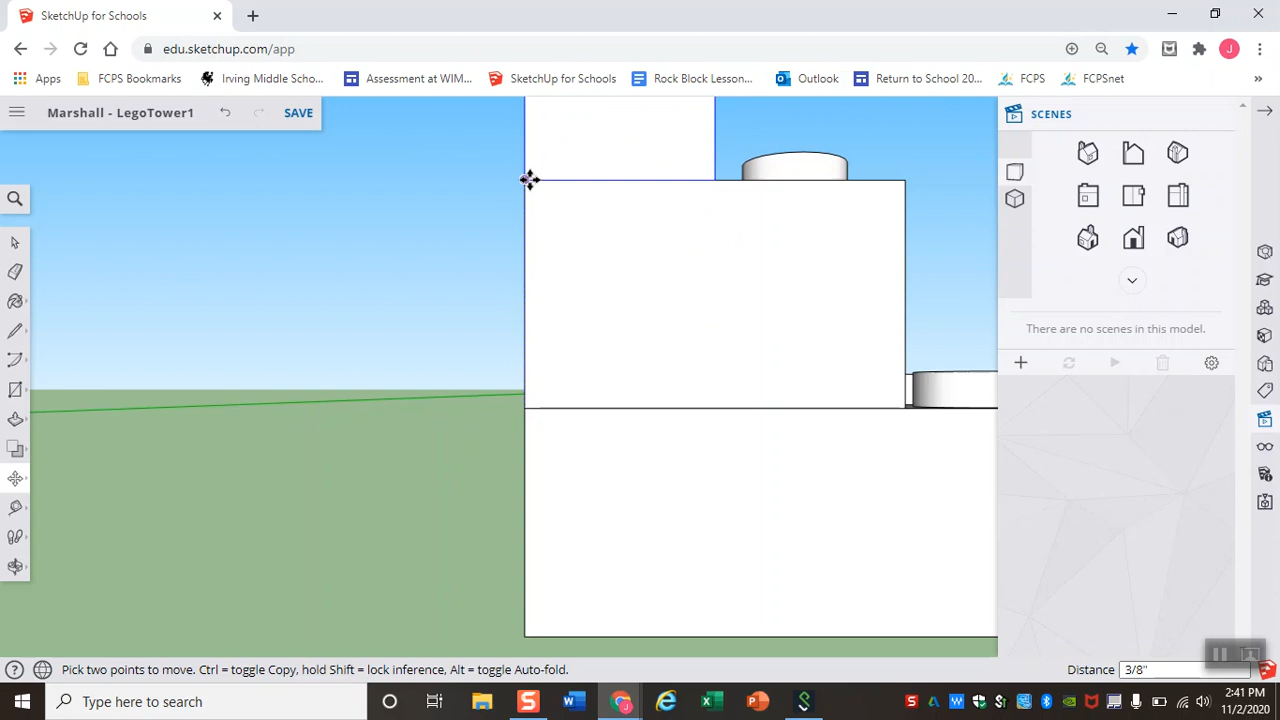 SketchUp for Schools
edu.sketchup.com/app
J
Apps
FCPS Bookmarks
Irving Middle Scho...
Assessment at WIM...
SketchUp for Schools
Rock Block Lesson...
Outlook
Return to School 20...
FCPS
FCPSnet
»
Marshall - LegoTower1
SAVE
SCENES
There are no scenes in this model.
Pick two points to move. Ctrl = toggle Copy, hold Shift = lock inference, Alt = toggle Auto-fold.
Distance
3/8"
Type here to search
2:41 PM
11/2/2020